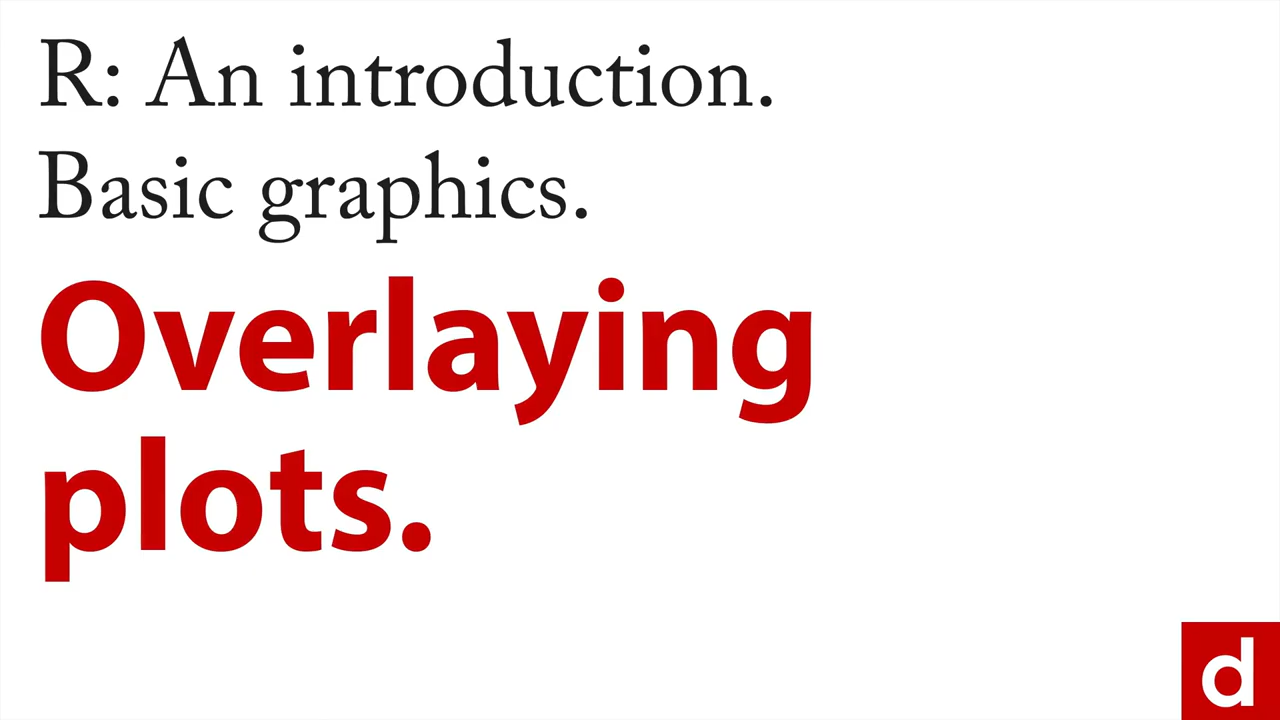 R: An introduction.
Basic graphics.
Overlaying
plots.
d